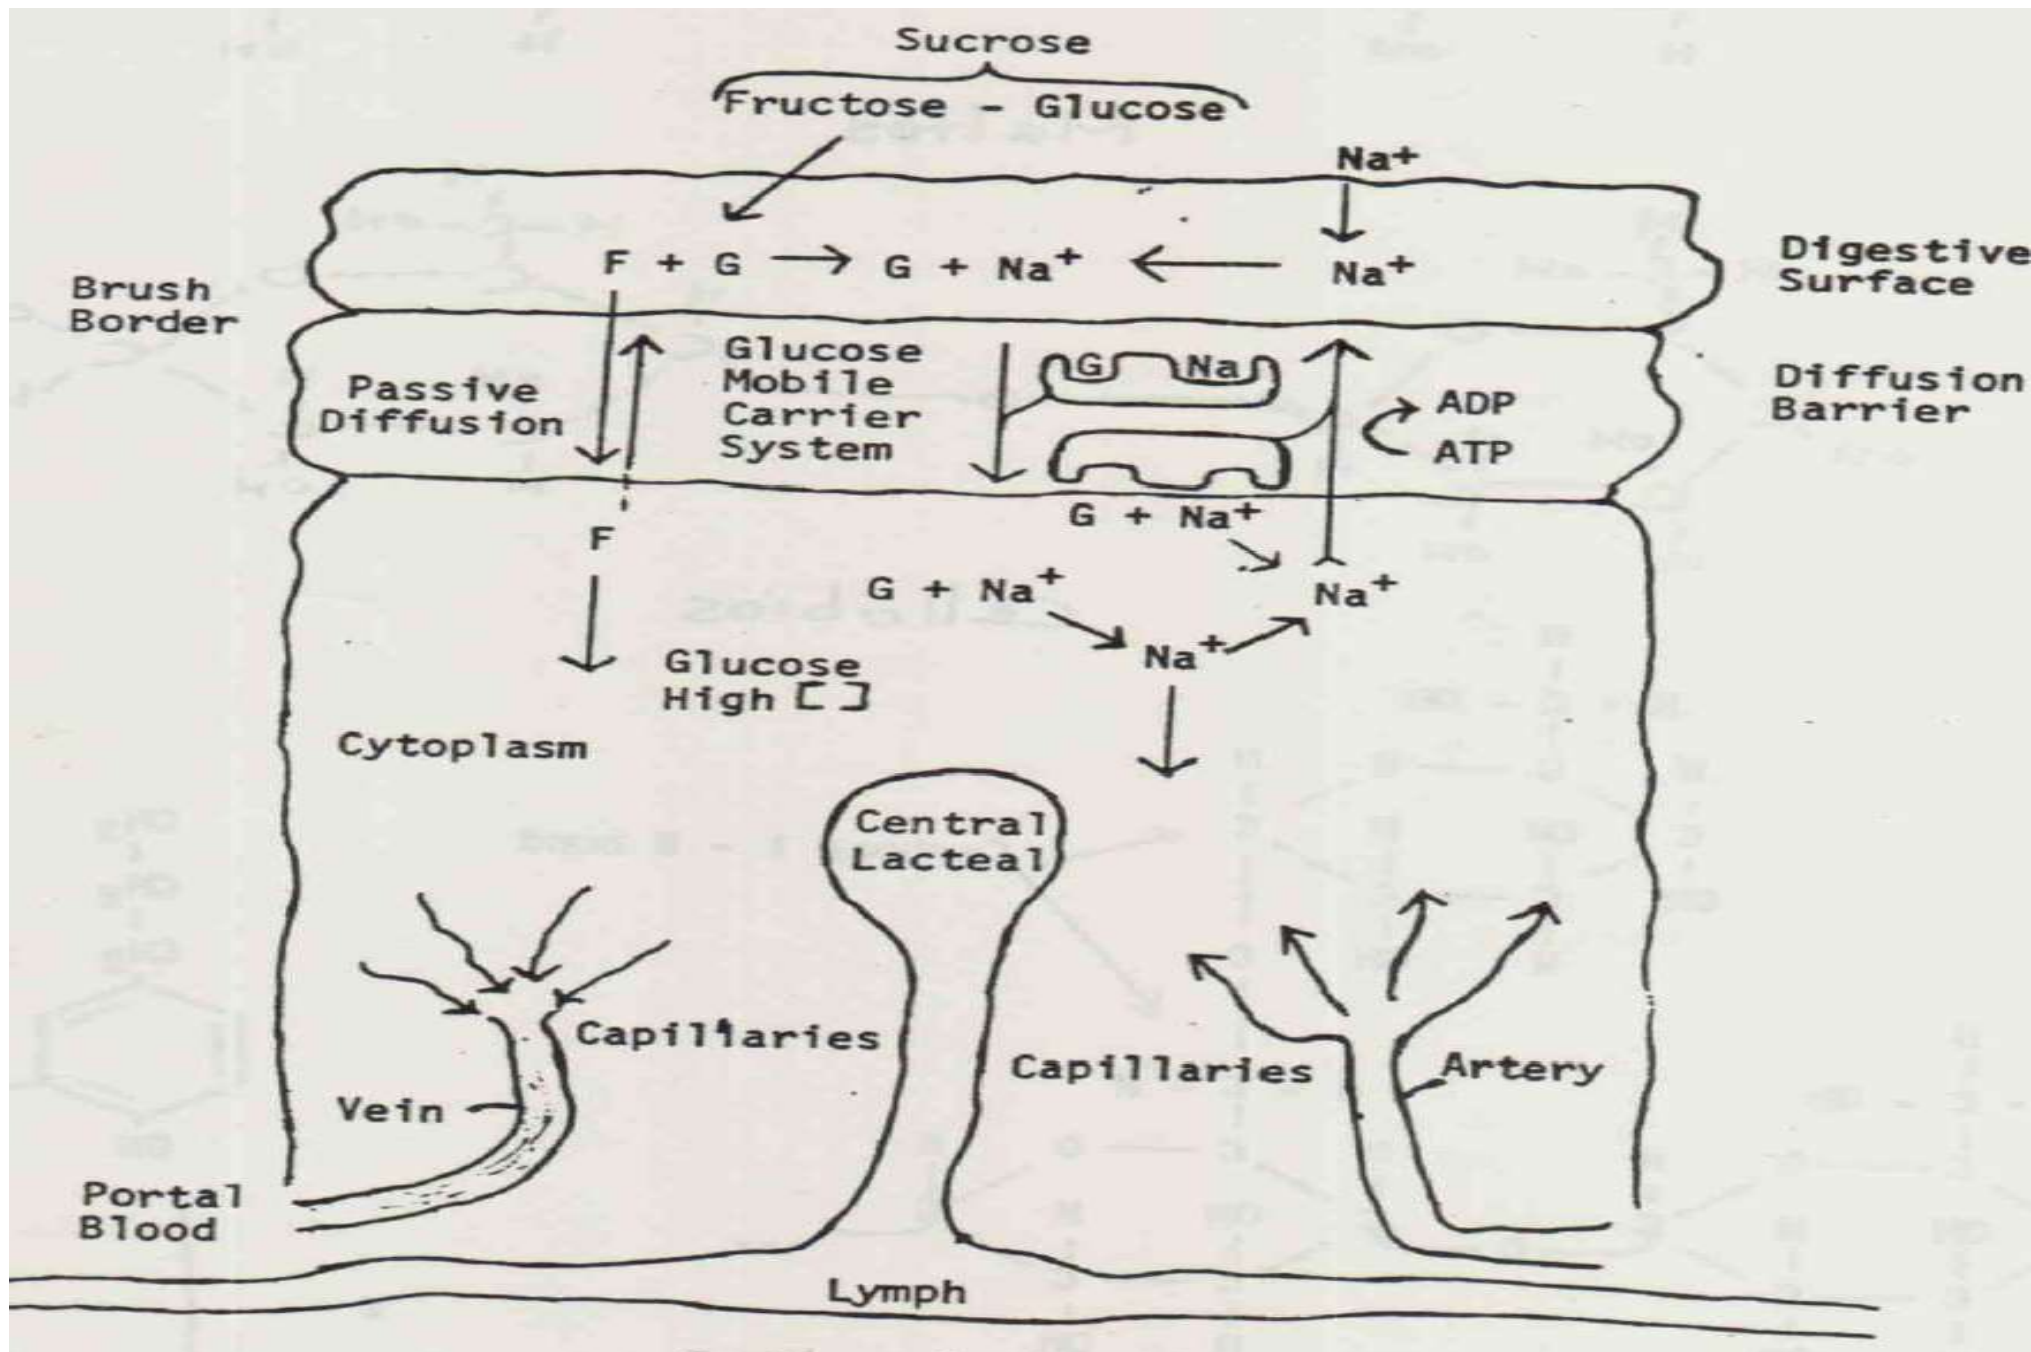 Sucrose
Fructose - Glucose
Na+
F + G → G + Na+ ← Na+
Digestive
Surface
Brush
Border
Glucose
Mobile
Carrier
System
G Na
Passive
Diffusion
ADP
ATP
Diffusion
Barrier
G + Na+
F
G + Na+
Na+
Na+
Glucose
High []
Cytoplasm
Central
Lacteal
Capillaries
Capillaries
Artery
Vein
Portal
Blood
Lymph